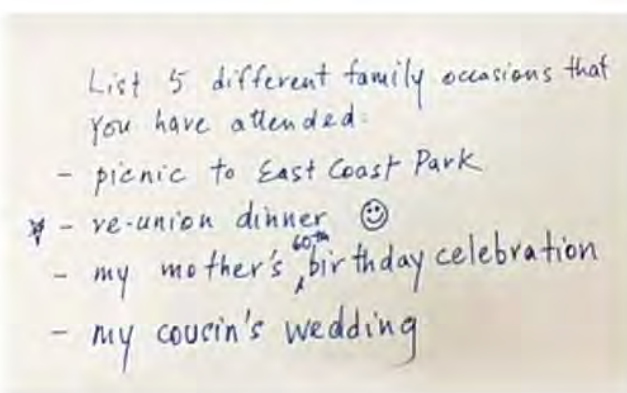 List 5 different family occasions that
you have attended:
- picnic to East Coast Park
* - re-union dinner ☺
- my mother's 60th birthday celebration
- my cousin's wedding